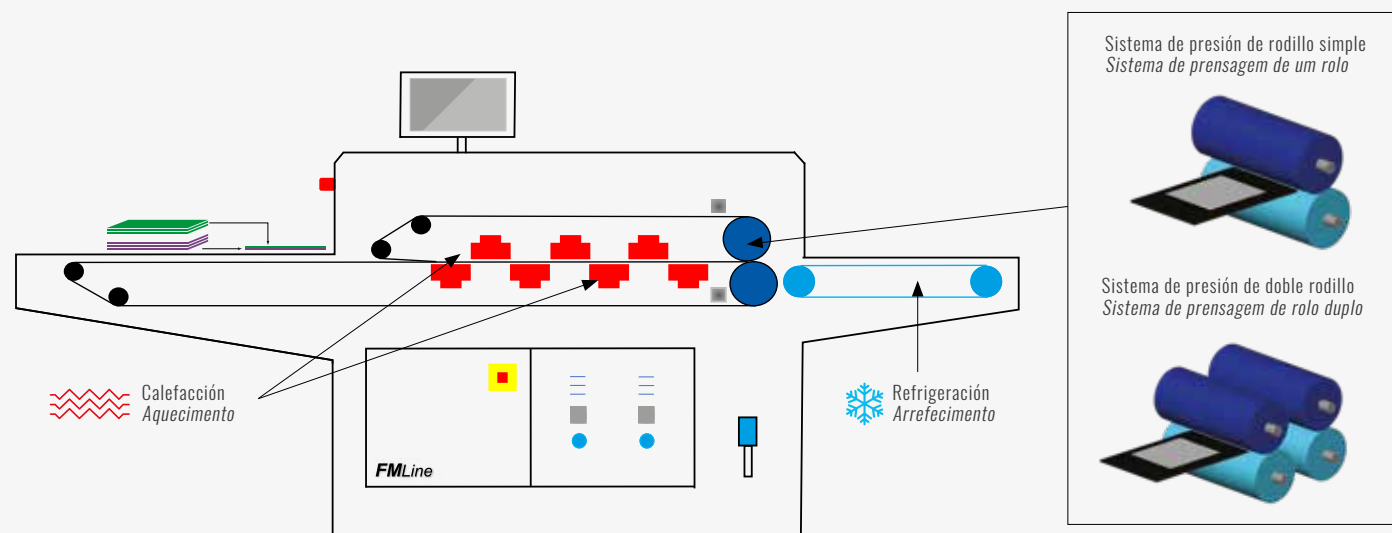 Sistema de presión de rodillo simple
Sistema de prensagem de um rolo
Sistema de presión de doble rodillo
Sistema de prensagem de rolo duplo
Calefacción
Aquecimento
Refrigeración
Arrefecimento
FMLine